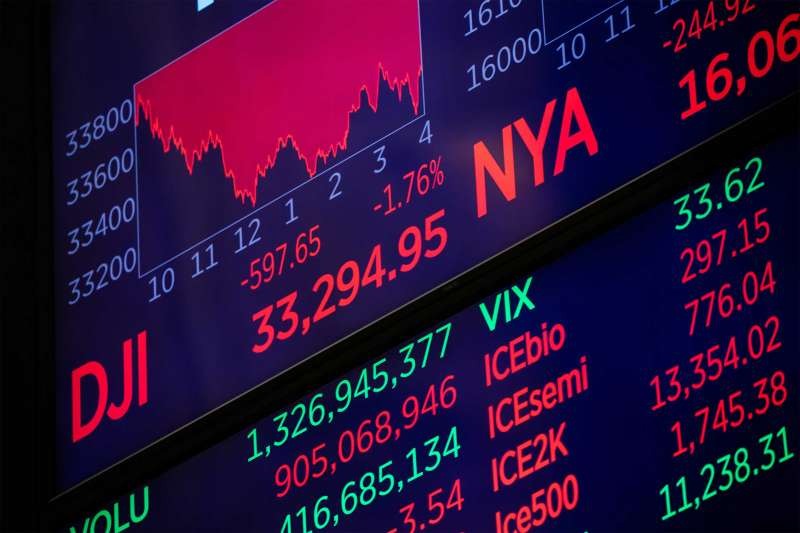 33800
33600
33400
33200
10 11 12 1 2 3 4
-597.65 -1.76%
DJI 33,294.95
16000
10 11
-244.92
NYA 16,06
VOLU 1,326,945,377 VIX 33.62
905,068,946 ICEbio 297.15
416,685,134 ICEsemi 776.04
-3.54 ICE2K 13,354.02
Ice500 1,745.38
11,238.31